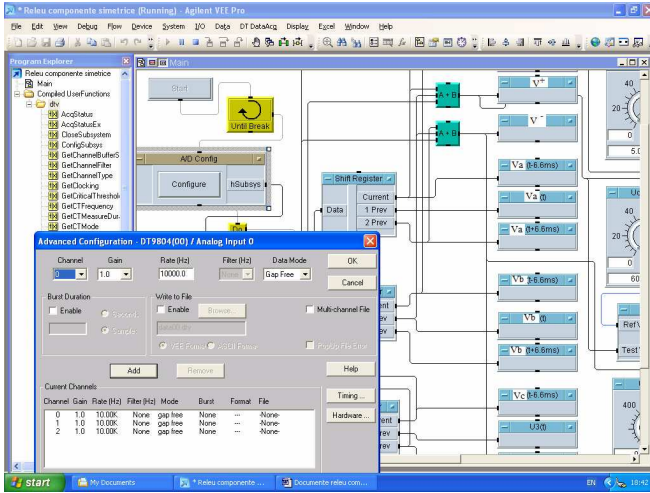 * Releu componente simetrice (Running) - Agilent VEE Pro
File Edit View Debug Flow Device System I/O Data DT DataAcq Display Excel Window Help
Program Explorer
Releu componente simetrice
Main
Compiled UserFunctions
dtv
AcqStatus
AcqStatusEx
CloseSubsystem
ConfigSubsys
GetChannelBufferS
GetChannelFilter
GetChannelType
GetClocking
GetCriticalThreshol
GetCTFrequency
GetCTMeasureDur.
GetCTMode
Main
Start
Until Break
A/D Config
Configure
hSubsys
Do
Shift Register
Data
Current
1 Prev
2 Prev
A + B
A + B
V+
V-
Va (t-6.6ms)
Va (t)
Va (t+6.6ms)
Vb (t-6.6ms)
Vb (t)
Vb (t+6.6ms)
Vc (t-6.6ms)
U3(t)
40
20
0
5.0
Uc
40
20
0
60
Ref V
Test
400
Advanced Configuration - DT9804(00) / Analog Input 0
Channel Gain Rate (Hz) Filter (Hz) Data Mode
0 1.0 10000.0 None Gap Free
OK
Cancel
Burst Duration
Enable
Write to File
Enable
Browse...
Multi-channel File
VEE Format
ASCII Format
Popup File Error
Add
Remove
Help
Timing ...
Hardware ...
Current Channels
Channel Gain Rate (Hz) Filter (Hz) Mode Burst Format File
0 1.0 10.00K None gap free None --- -None-
1 1.0 10.00K None gap free None --- -None-
2 1.0 10.00K None gap free None --- -None-
start
My Documents
* Releu componente ...
Documente releu com...
EN
18:42